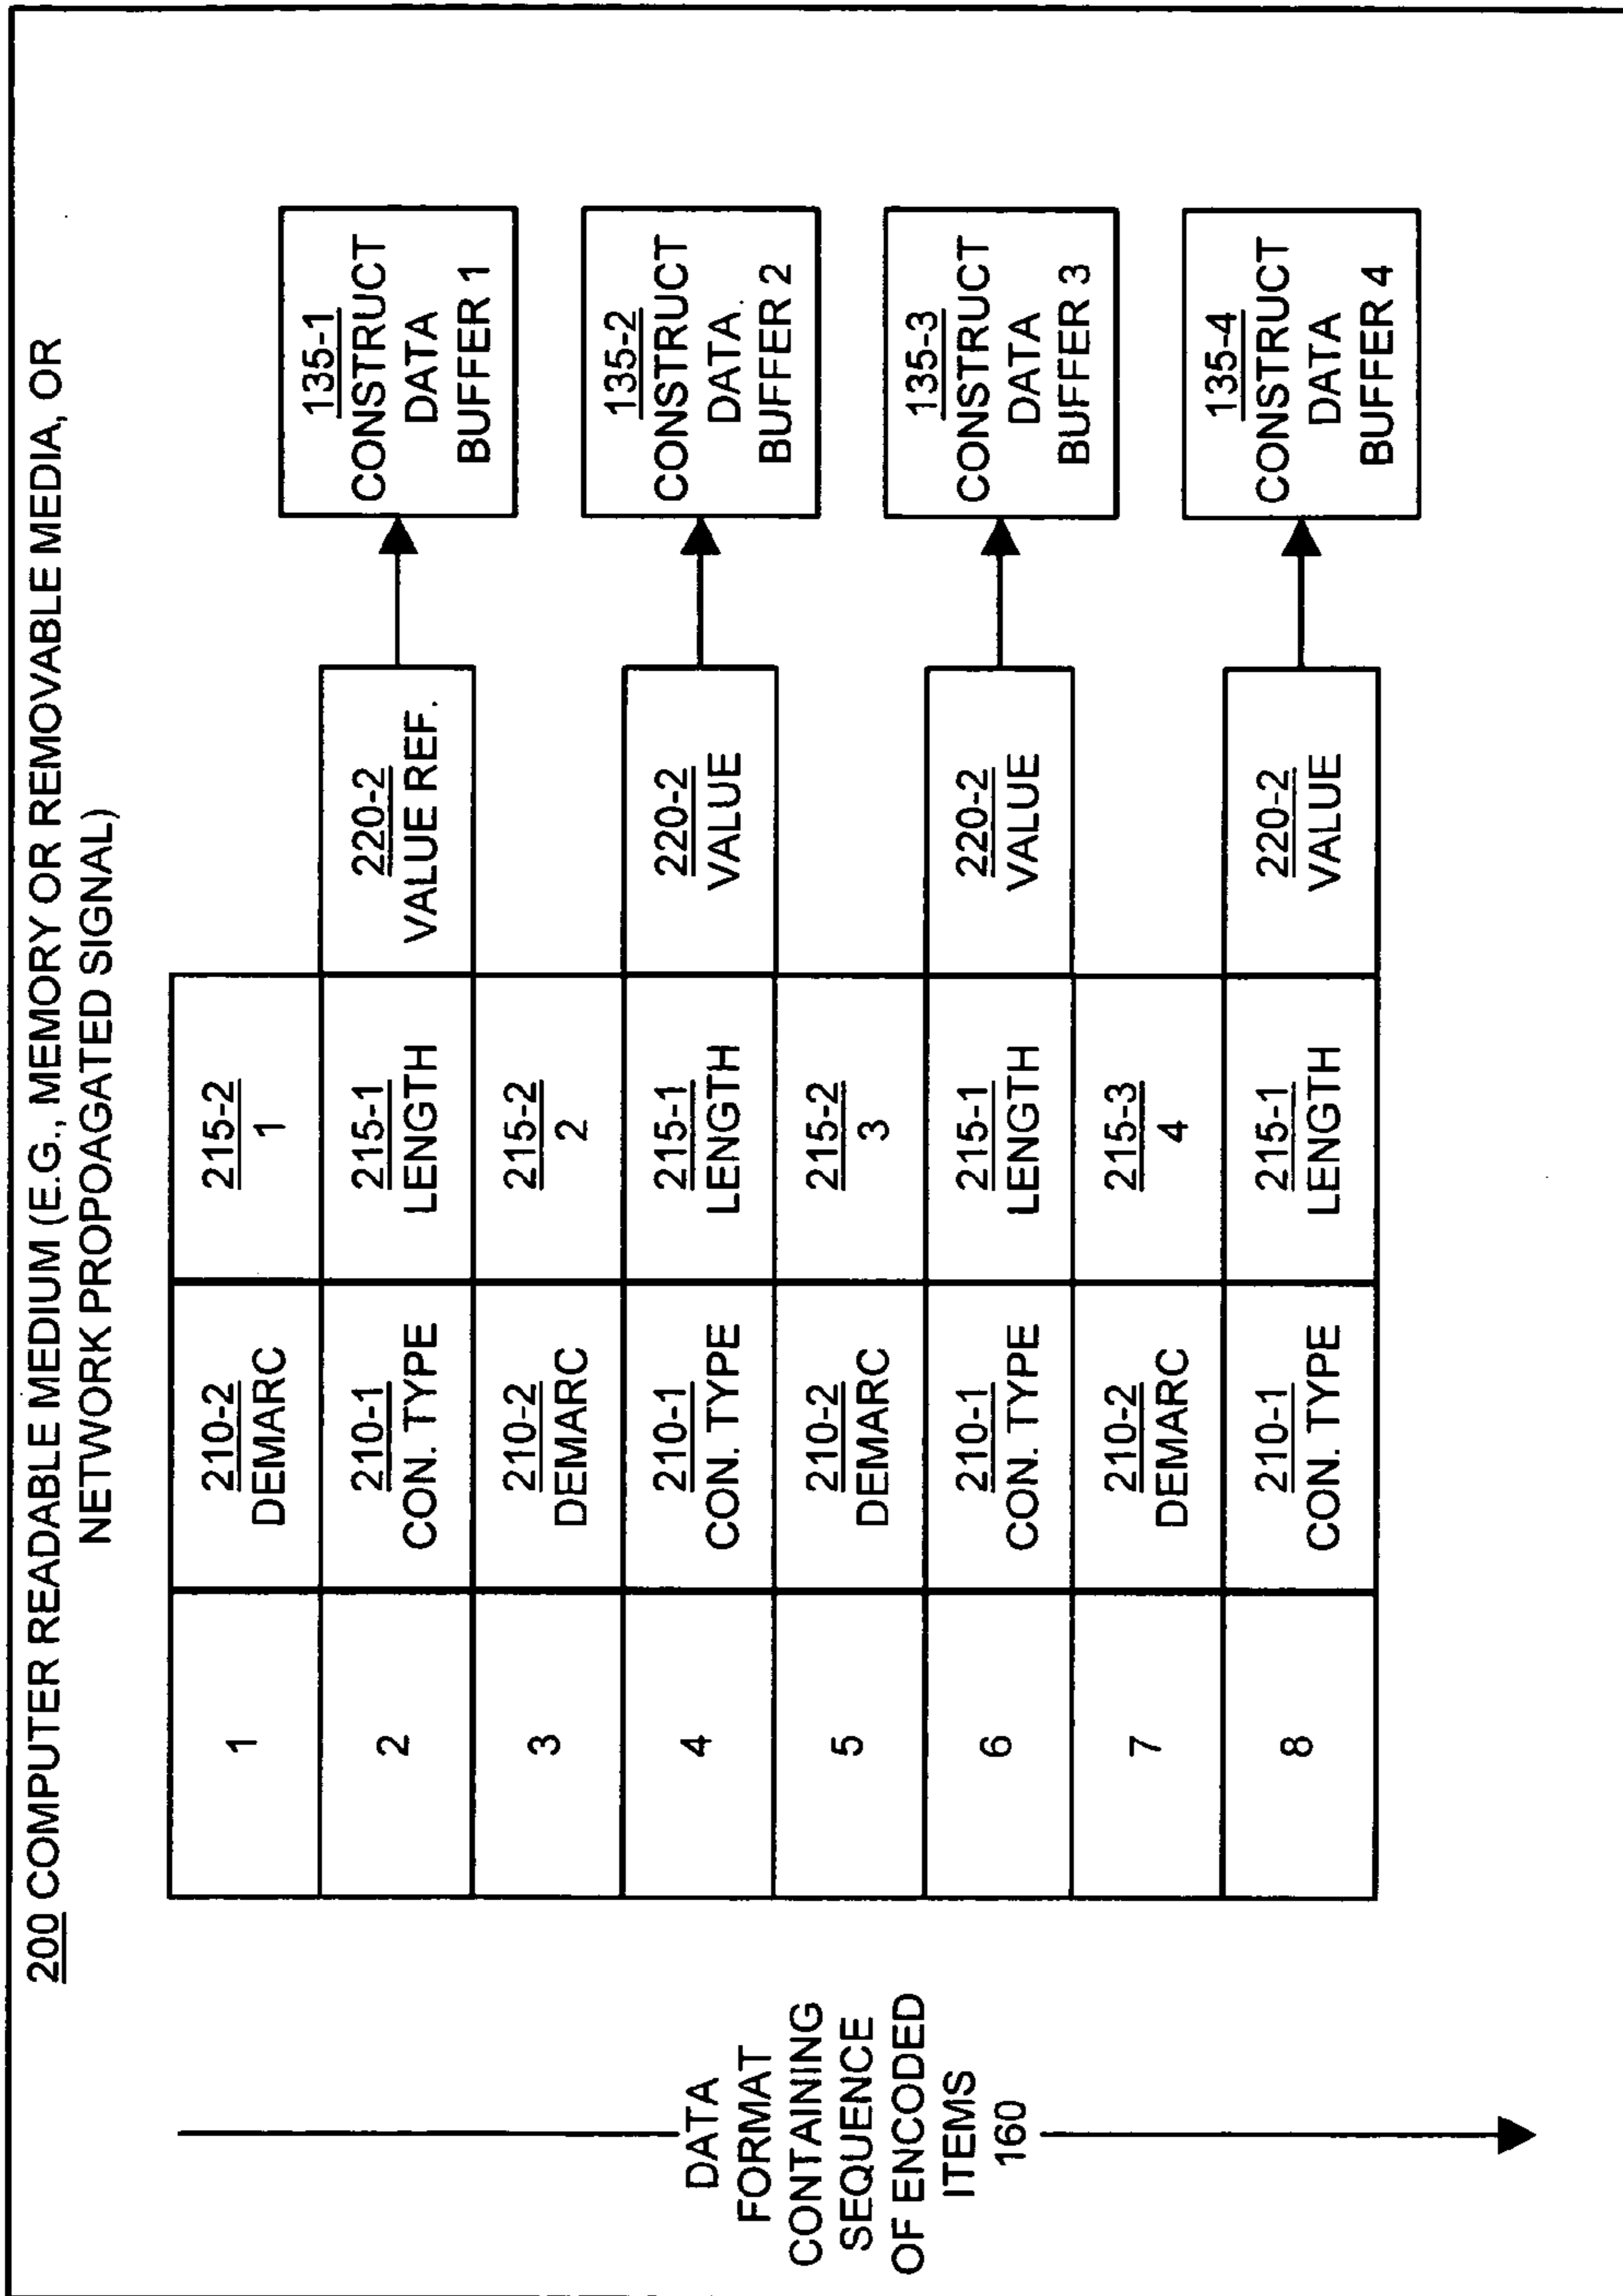 200 COMPUTER READABLE MEDIUM (E.G., MEMORY OR REMOVABLE MEDIA, OR
NETWORK PROPOAGATED SIGNAL)
DATA
FORMAT
CONTAINING
SEQUENCE
OF ENCODED
ITEMS
160
1
210-2
DEMARC
215-2
1
2
210-1
CON. TYPE
215-1
LENGTH
220-2
VALUE REF.
135-1
CONSTRUCT
DATA
BUFFER 1
3
210-2
DEMARC
215-2
2
4
210-1
CON. TYPE
215-1
LENGTH
220-2
VALUE
135-2
CONSTRUCT
DATA
BUFFER 2
5
210-2
DEMARC
215-2
3
6
210-1
CON. TYPE
215-1
LENGTH
220-2
VALUE
135-3
CONSTRUCT
DATA
BUFFER 3
7
210-2
DEMARC
215-3
4
8
210-1
CON. TYPE
215-1
LENGTH
220-2
VALUE
135-4
CONSTRUCT
DATA
BUFFER 4